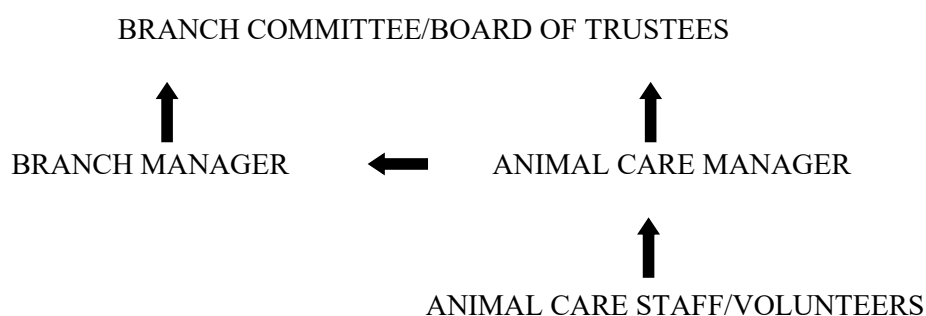 BRANCH COMMITTEE/BOARD OF TRUSTEES
BRANCH MANAGER
ANIMAL CARE MANAGER
ANIMAL CARE STAFF/VOLUNTEERS